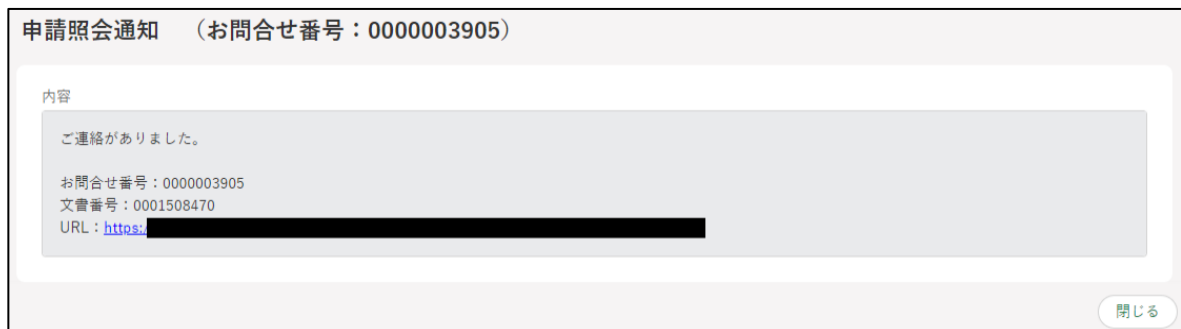 申請照会通知　（お問合せ番号：0000003905）
内容
ご連絡がありました。
お問合せ番号：0000003905
文書番号：0001508470
URL：https:/
閉じる